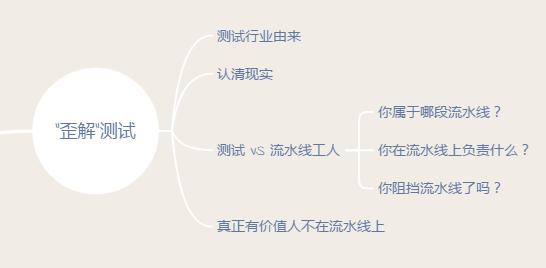 "歪解"测试
测试行业由来
认清现实
测试 vs 流水线工人
你属于哪段流水线？
你在流水线上负责什么？
你阻挡流水线了吗？
真正有价值人不在流水线上